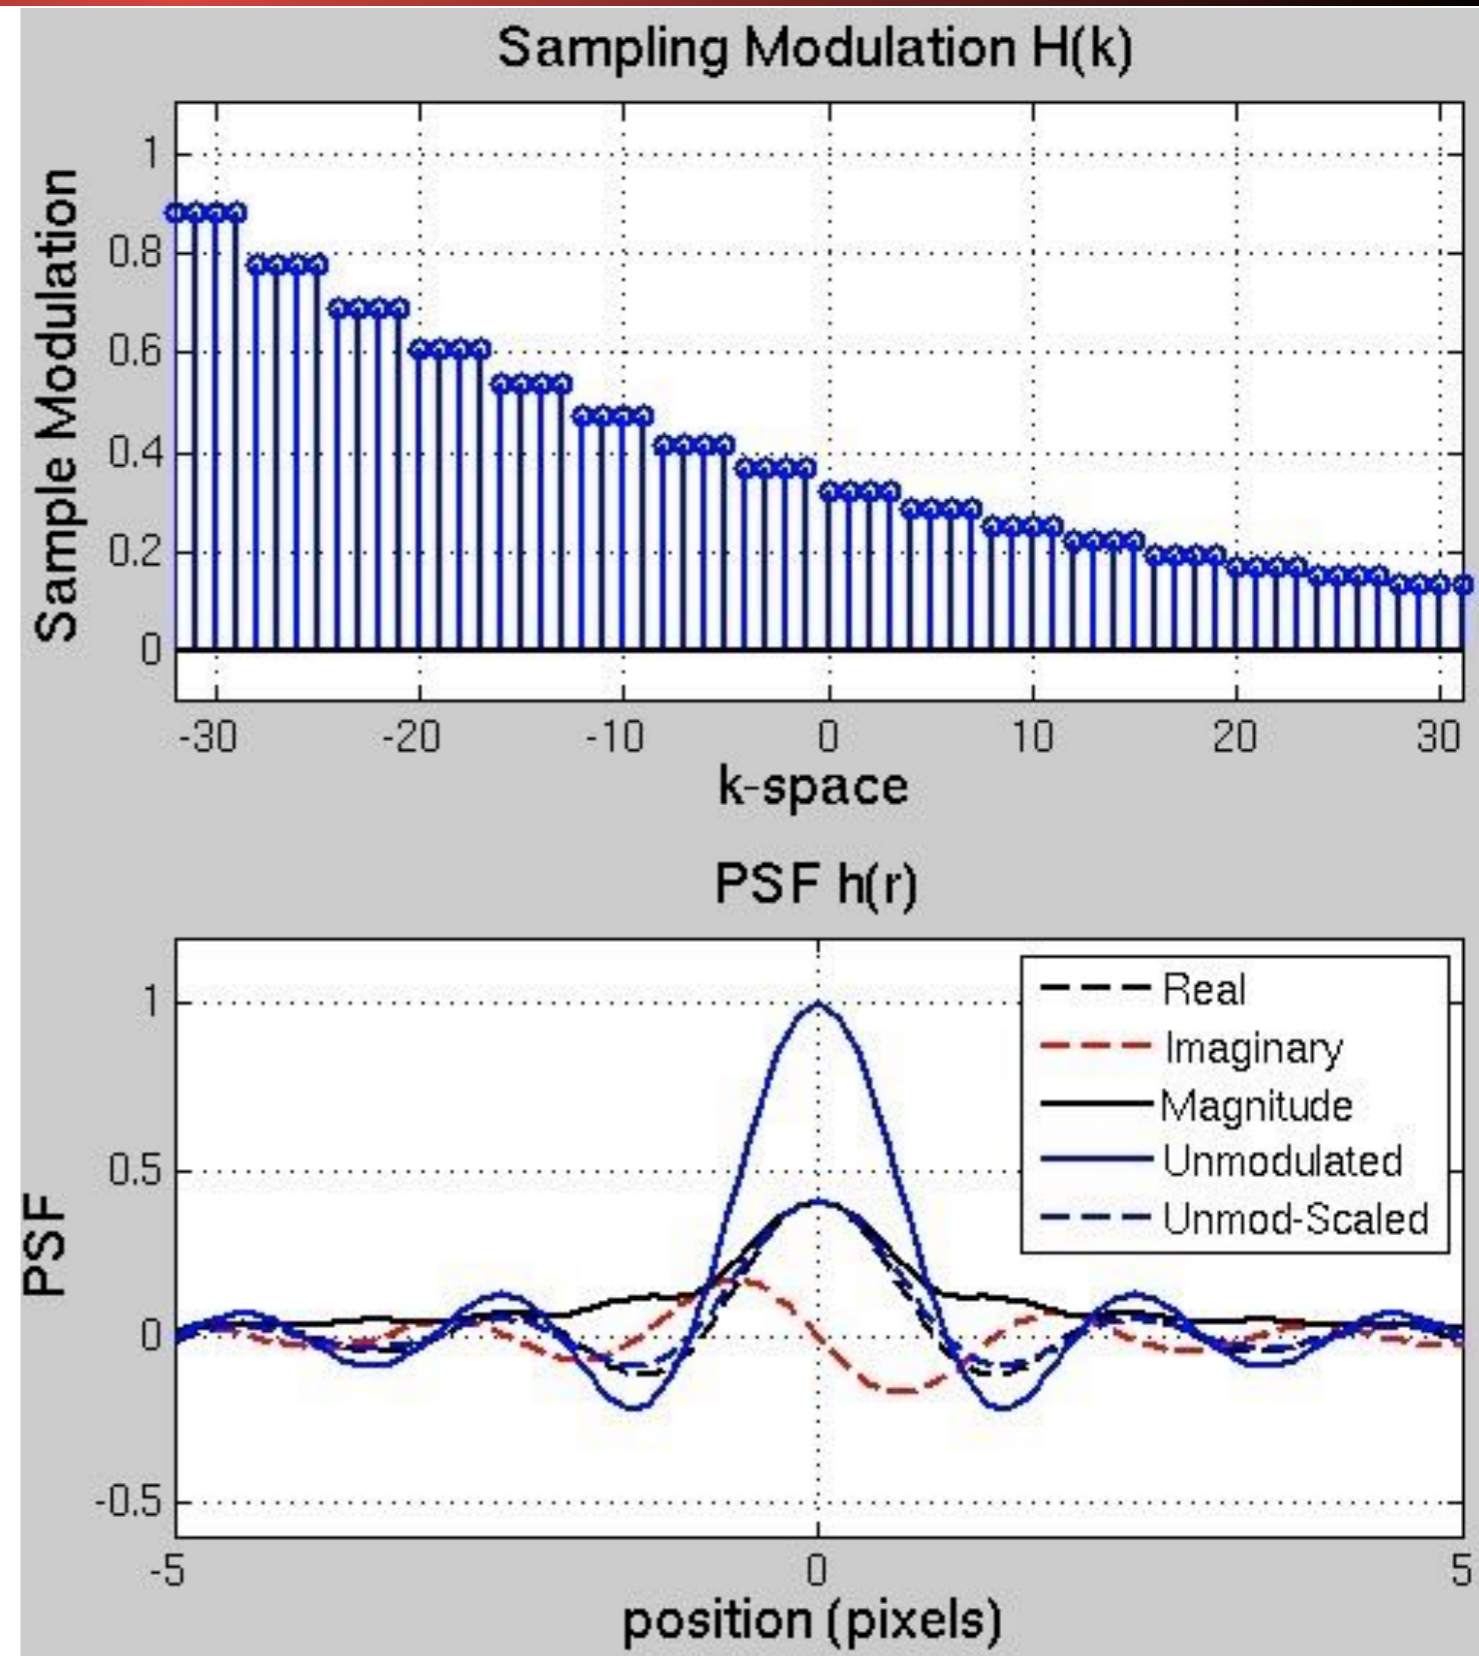 Sampling Modulation H(k)
Sample Modulation
1
0.8
0.6
0.4
0.2
0
-30 -20 -10 0 10 20 30
k-space
PSF h(r)
PSF
1
0.5
0
-0.5
Real
Imaginary
Magnitude
Unmodulated
Unmod-Scaled
-5 0 5
position (pixels)